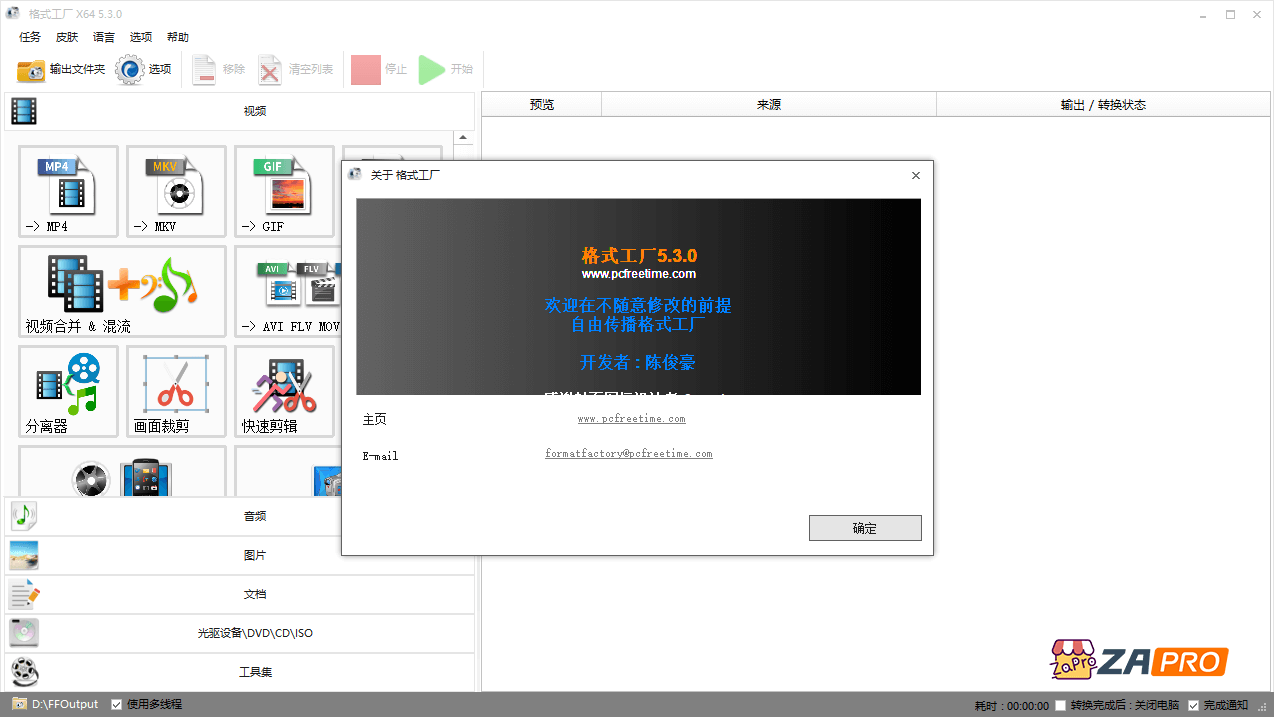 格式工厂 X64 5.3.0
任务 皮肤 语言 选项 帮助
输出文件夹 选项 移除 清空列表 停止 开始
视频
预览 来源 输出 / 转换状态
MP4 MKV GIF
-> MP4 -> MKV -> GIF
AVI FLV
视频合并 & 混流 -> AVI FLV MOV
分离器 画面裁剪 快速剪辑
音频
图片
文档
光驱设备\DVD\CD\ISO
工具集
关于 格式工厂
格式工厂5.3.0
www.pcfreetime.com
欢迎在不随意修改的前提
自由传播格式工厂
开发者 : 陈俊豪
主页 www.pcfreetime.com
E-mail formatfactory@pcfreetime.com
确定
ZaPro ZAPRO
D:\FFOutput 使用多线程 耗时 : 00:00:00 转换完成后 : 关闭电脑 完成通知